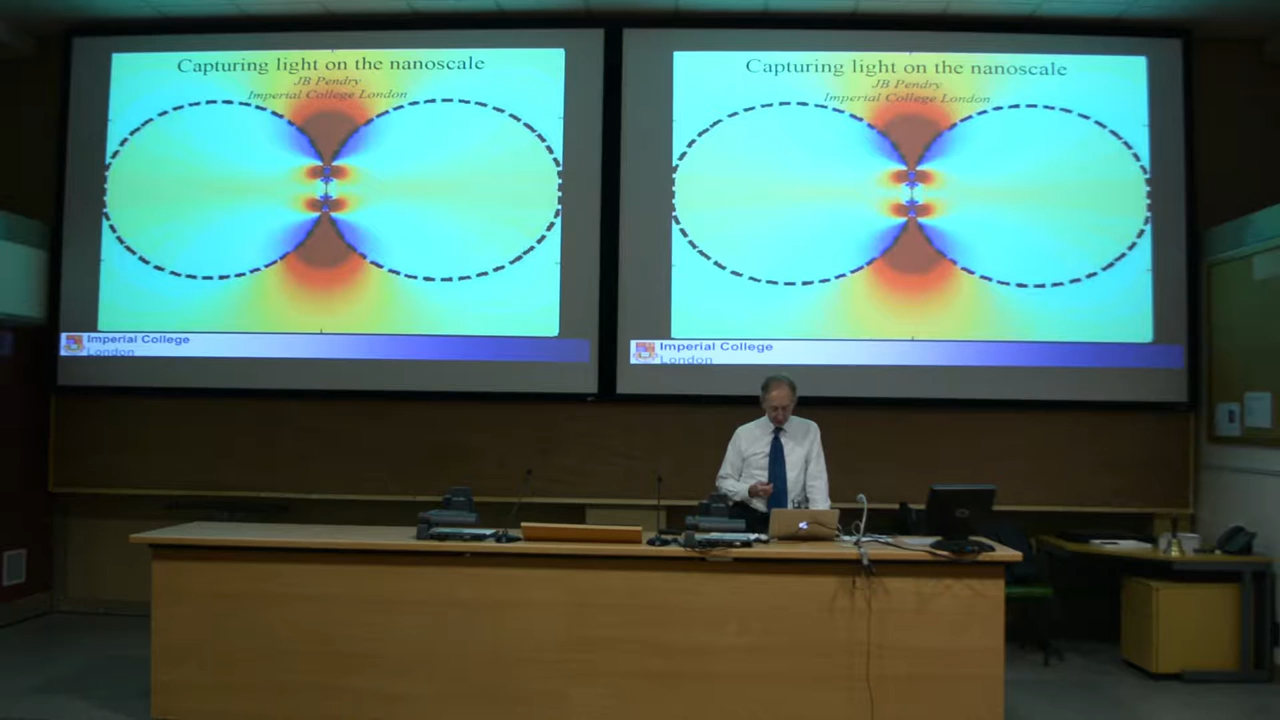 Capturing light on the nanoscale
JB Pendry
Imperial College London
Imperial College
London
Capturing light on the nanoscale
JB Pendry
Imperial College London
Imperial College
London